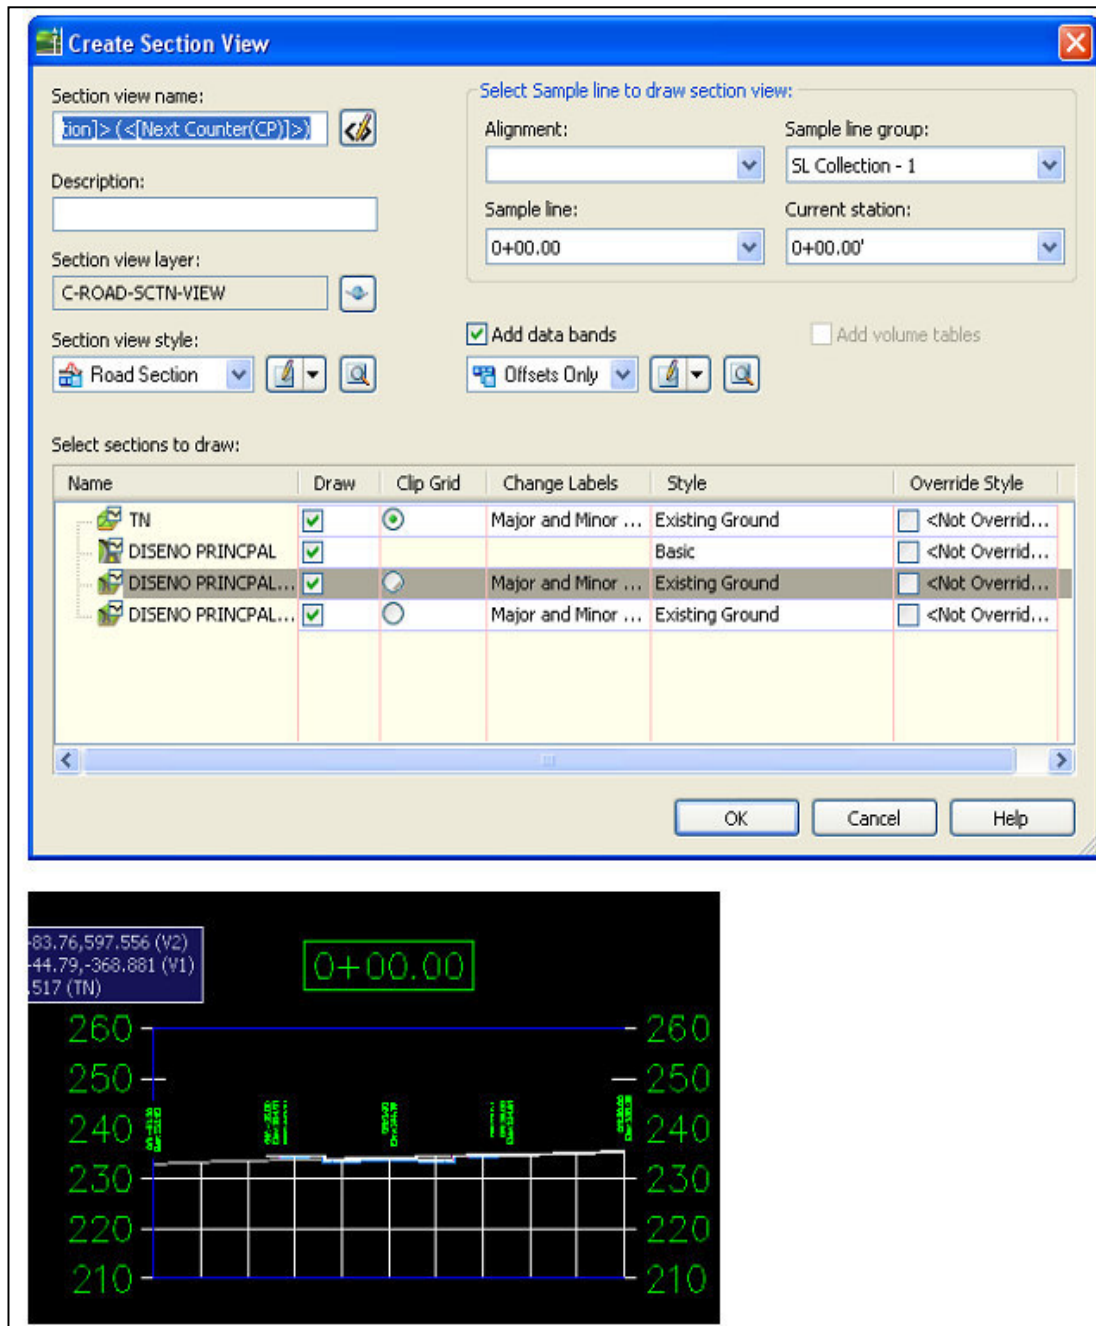 Create Section View
Section view name:
tion]> (<[Next Counter(CP)]>)
Description:
Section view layer:
C-ROAD-SCTN-VIEW
Section view style:
Road Section
Select Sample line to draw section view:
Alignment:
Sample line group:
SL Collection - 1
Sample line:
Current station:
0+00.00
0+00.00'
Add data bands
Add volume tables
Offsets Only
Select sections to draw:
Name Draw Clip Grid Change Labels Style Override Style
TN Major and Minor ... Existing Ground <Not Overrid...
DISENO PRINCPAL Basic <Not Overrid...
DISENO PRINCPAL... Major and Minor ... Existing Ground <Not Overrid...
DISENO PRINCPAL... Major and Minor ... Existing Ground <Not Overrid...
OK Cancel Help
-83.76,597.556 (V2)
-44.79,-368.881 (V1)
.517 (TN)
0+00.00
260 260
250 250
240 240
230 230
220 220
210 210